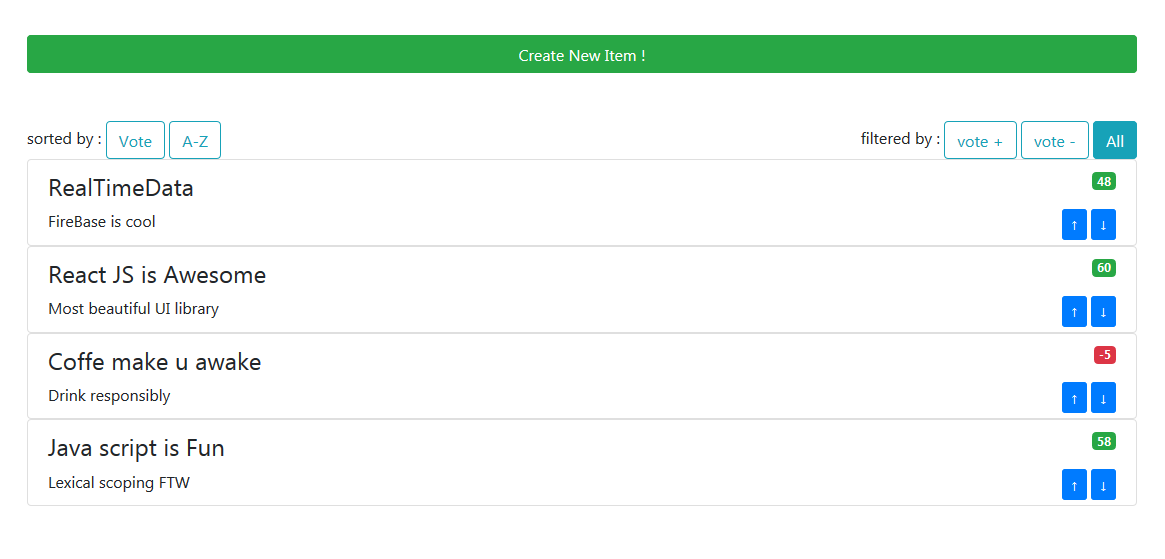 Create New Item !
sorted by : Vote A-Z filtered by : vote + vote - All
RealTimeData 48
FireBase is cool ↑ ↓
React JS is Awesome 60
Most beautiful UI library ↑ ↓
Coffe make u awake -5
Drink responsibly ↑ ↓
Java script is Fun 58
Lexical scoping FTW ↑ ↓